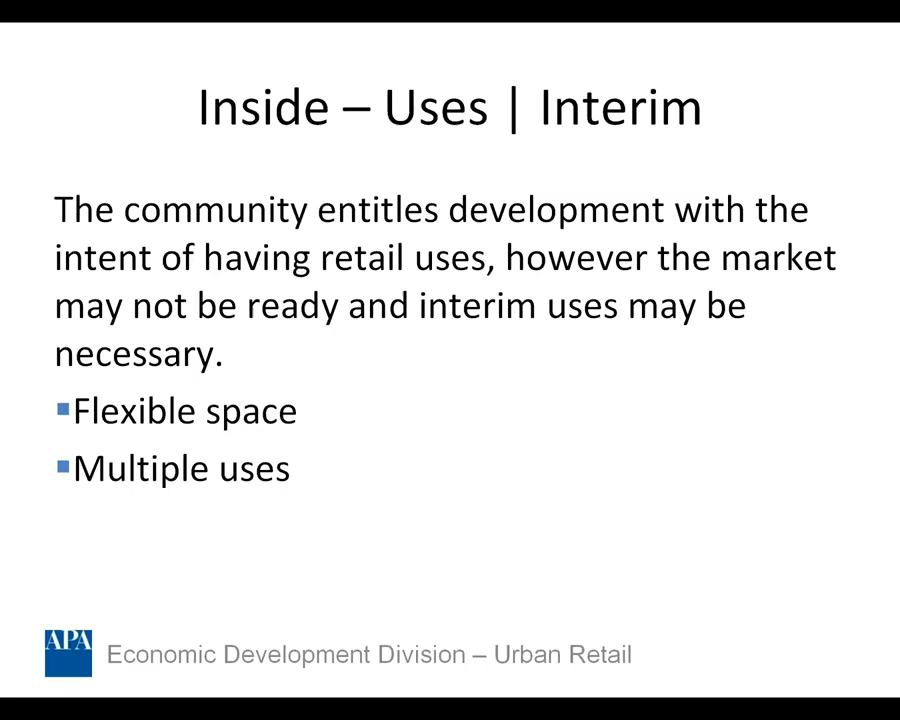 Inside – Uses | Interim
The community entitles development with the
intent of having retail uses, however the market
may not be ready and interim uses may be
necessary.
▪Flexible space
▪Multiple uses
APA
Economic Development Division – Urban Retail